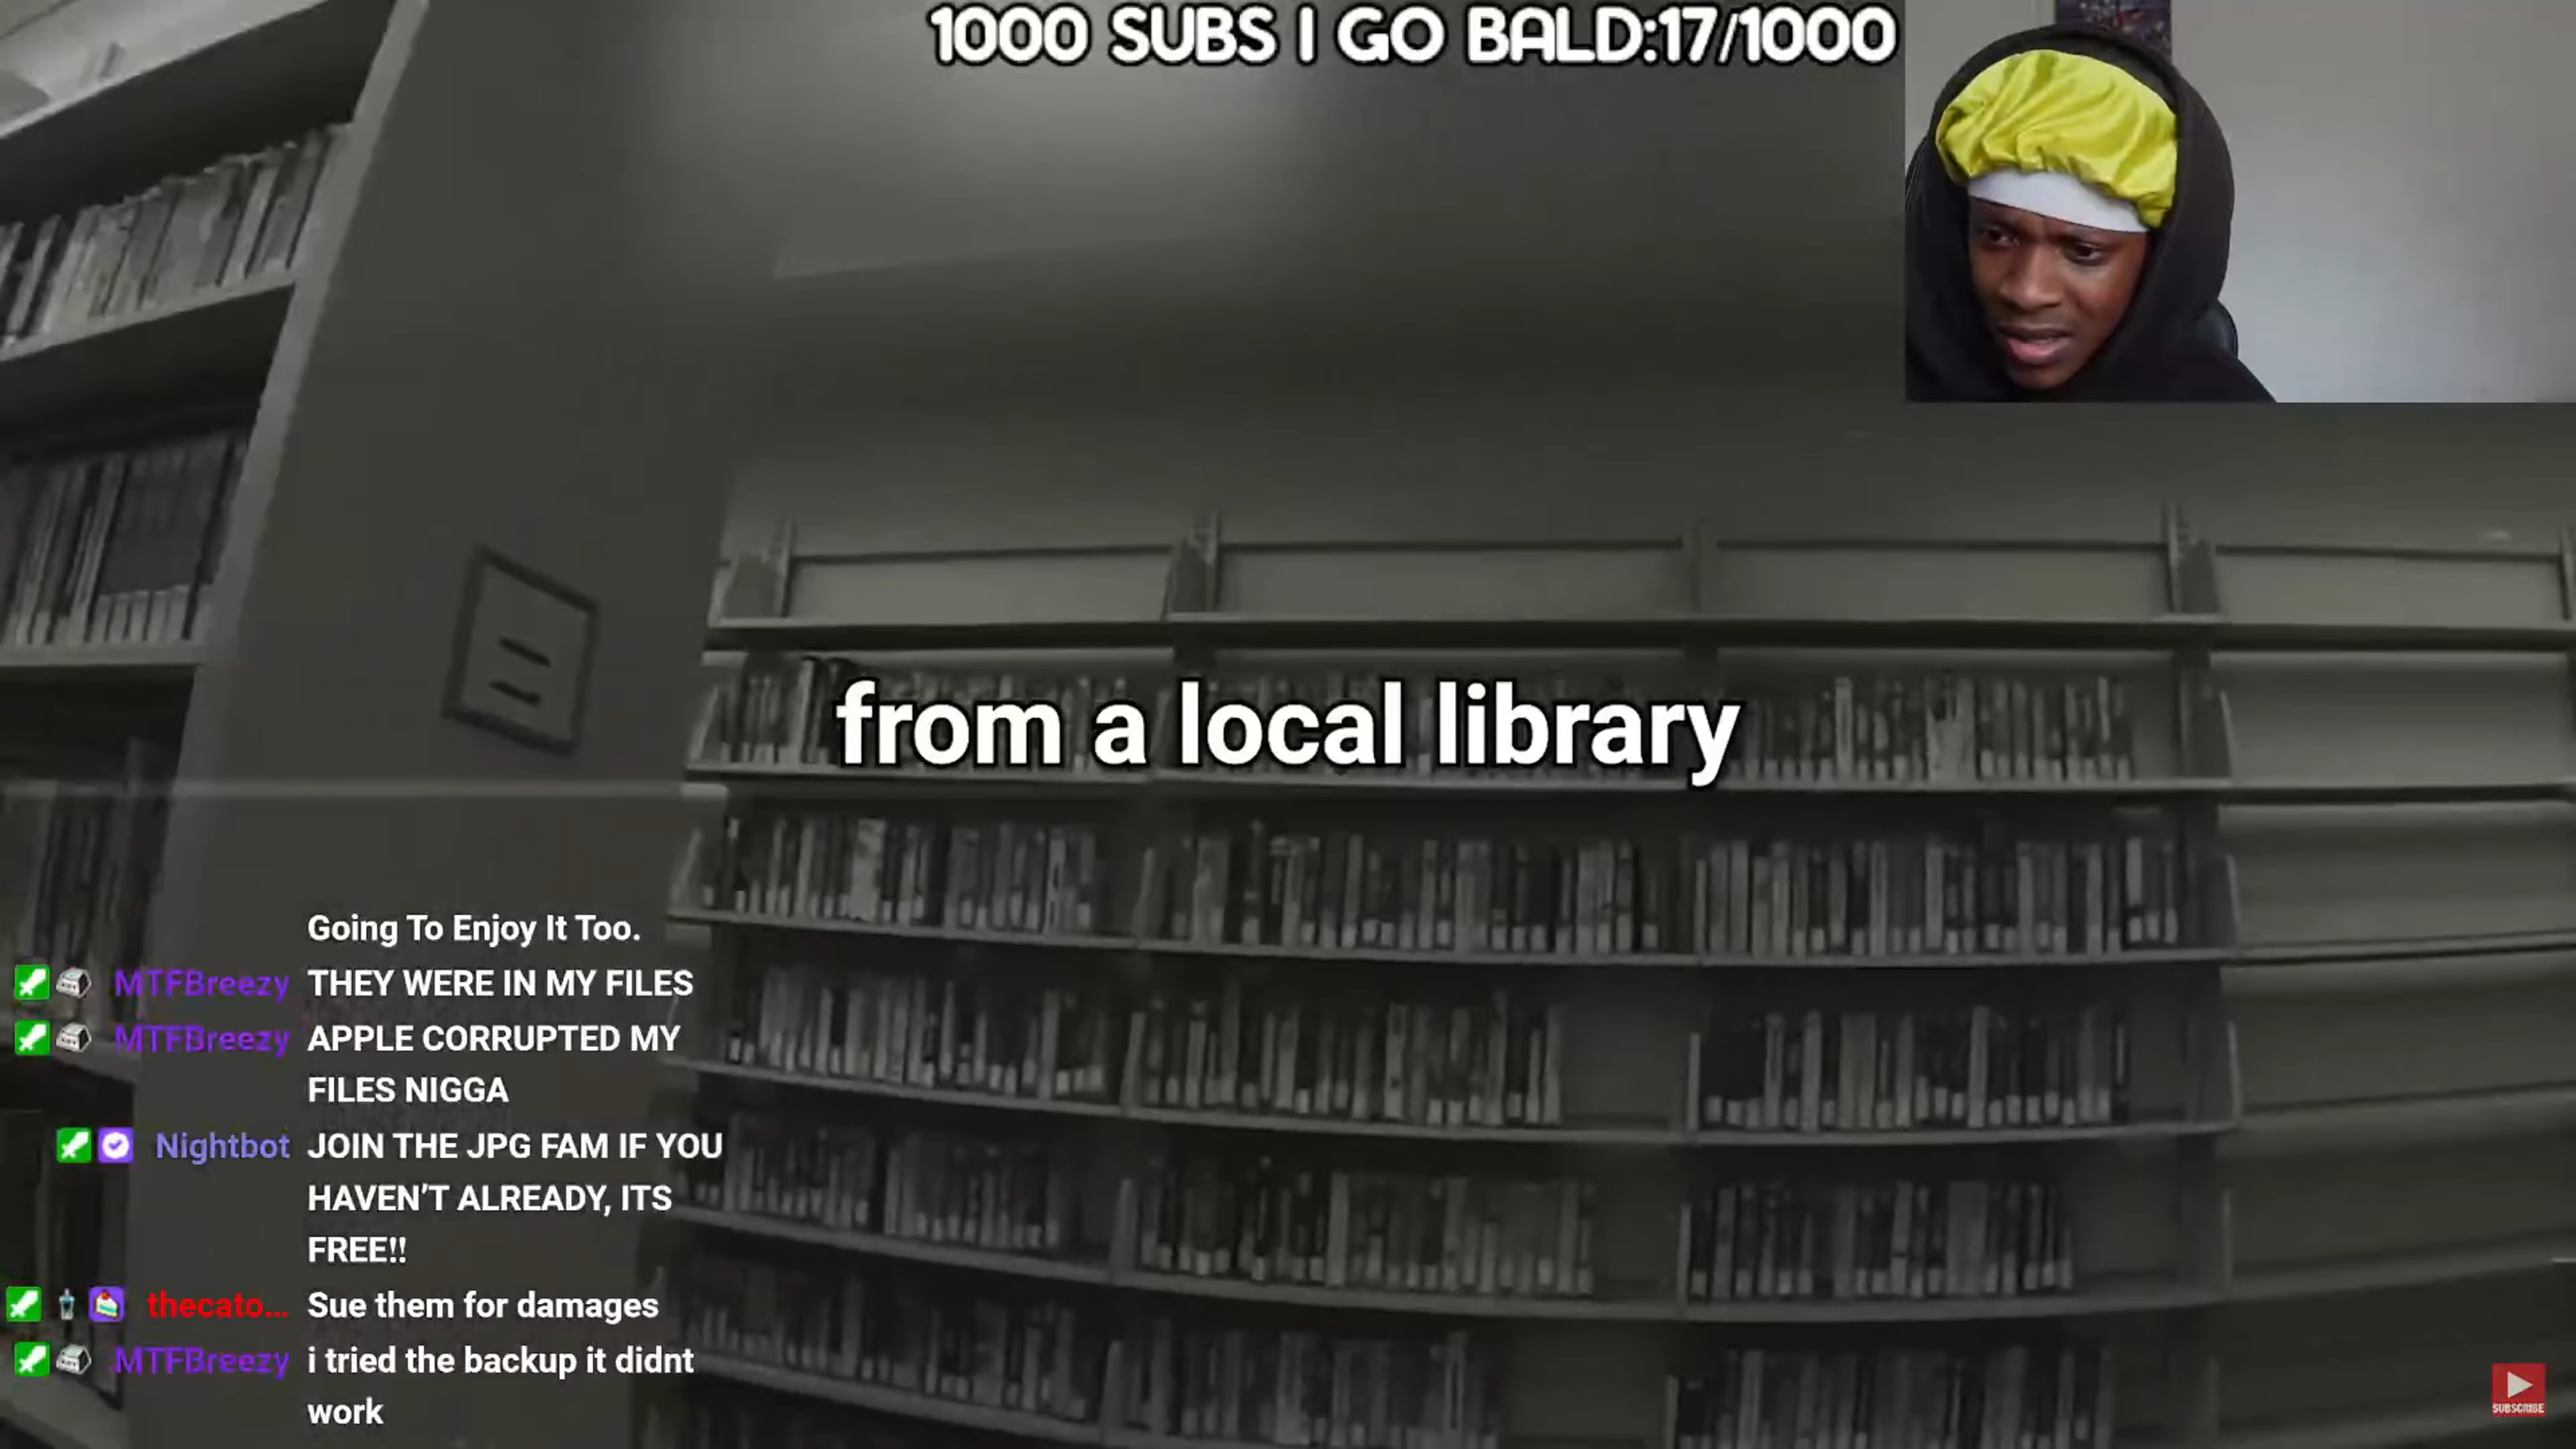 1000 SUBS I GO BALD:17/1000
from a local library
Going To Enjoy It Too.
MTFBreezy THEY WERE IN MY FILES
MTFBreezy APPLE CORRUPTED MY
FILES NIGGA
Nightbot JOIN THE JPG FAM IF YOU
HAVEN'T ALREADY, ITS
FREE!!
thecato... Sue them for damages
MTFBreezy i tried the backup it didnt
work
SUBSCRIBE